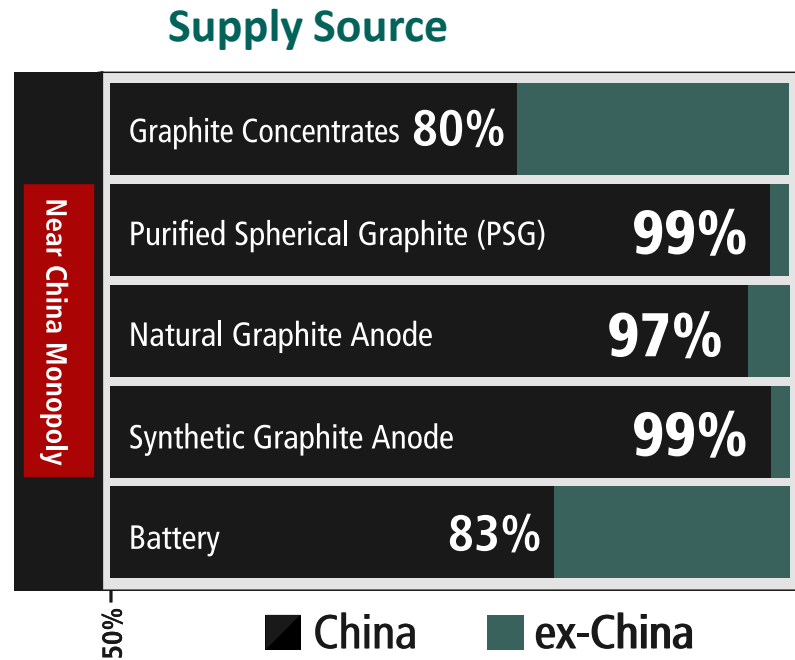 Supply Source
Near China Monopoly
Graphite Concentrates 80%
Purified Spherical Graphite (PSG) 99%
Natural Graphite Anode 97%
Synthetic Graphite Anode 99%
Battery 83%
50%
China ex-China